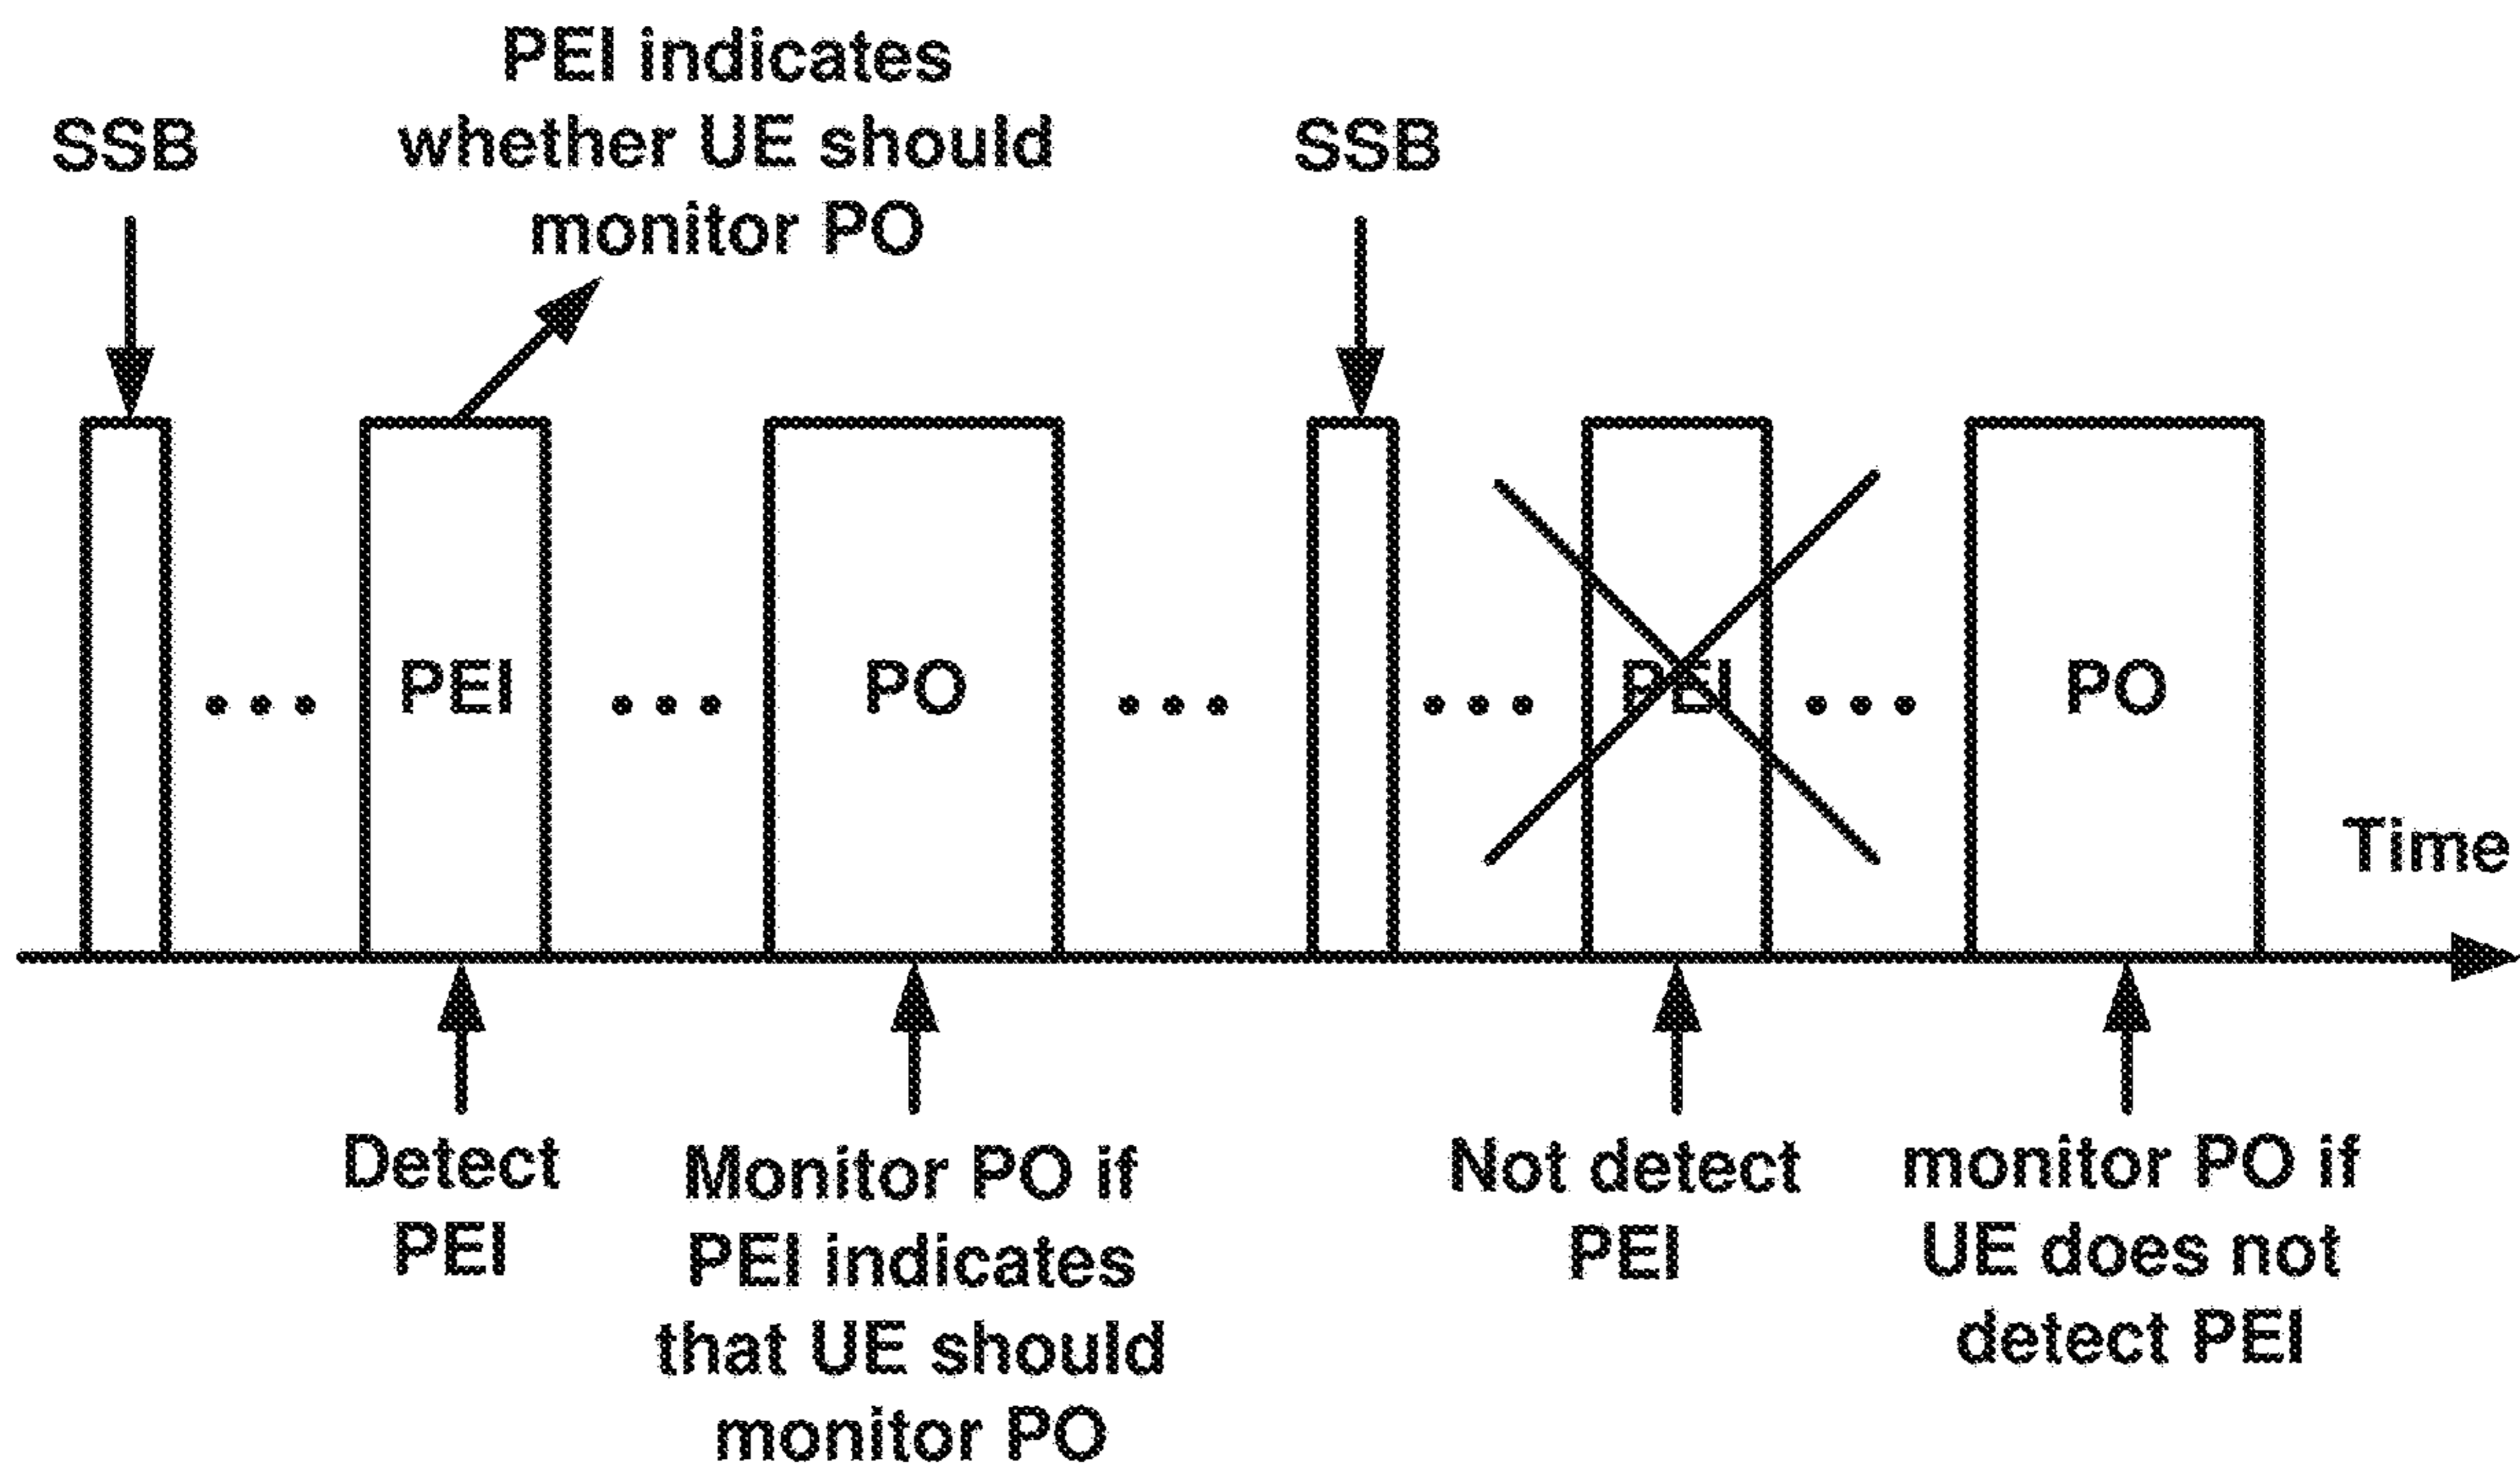 PEI indicates
whether UE should
monitor PO
SSB
SSB
PEI
PO
PEI
PO
Time
Detect
PEI
Monitor PO if
PEI indicates
that UE should
monitor PO
Not detect
PEI
monitor PO if
UE does not
detect PEI